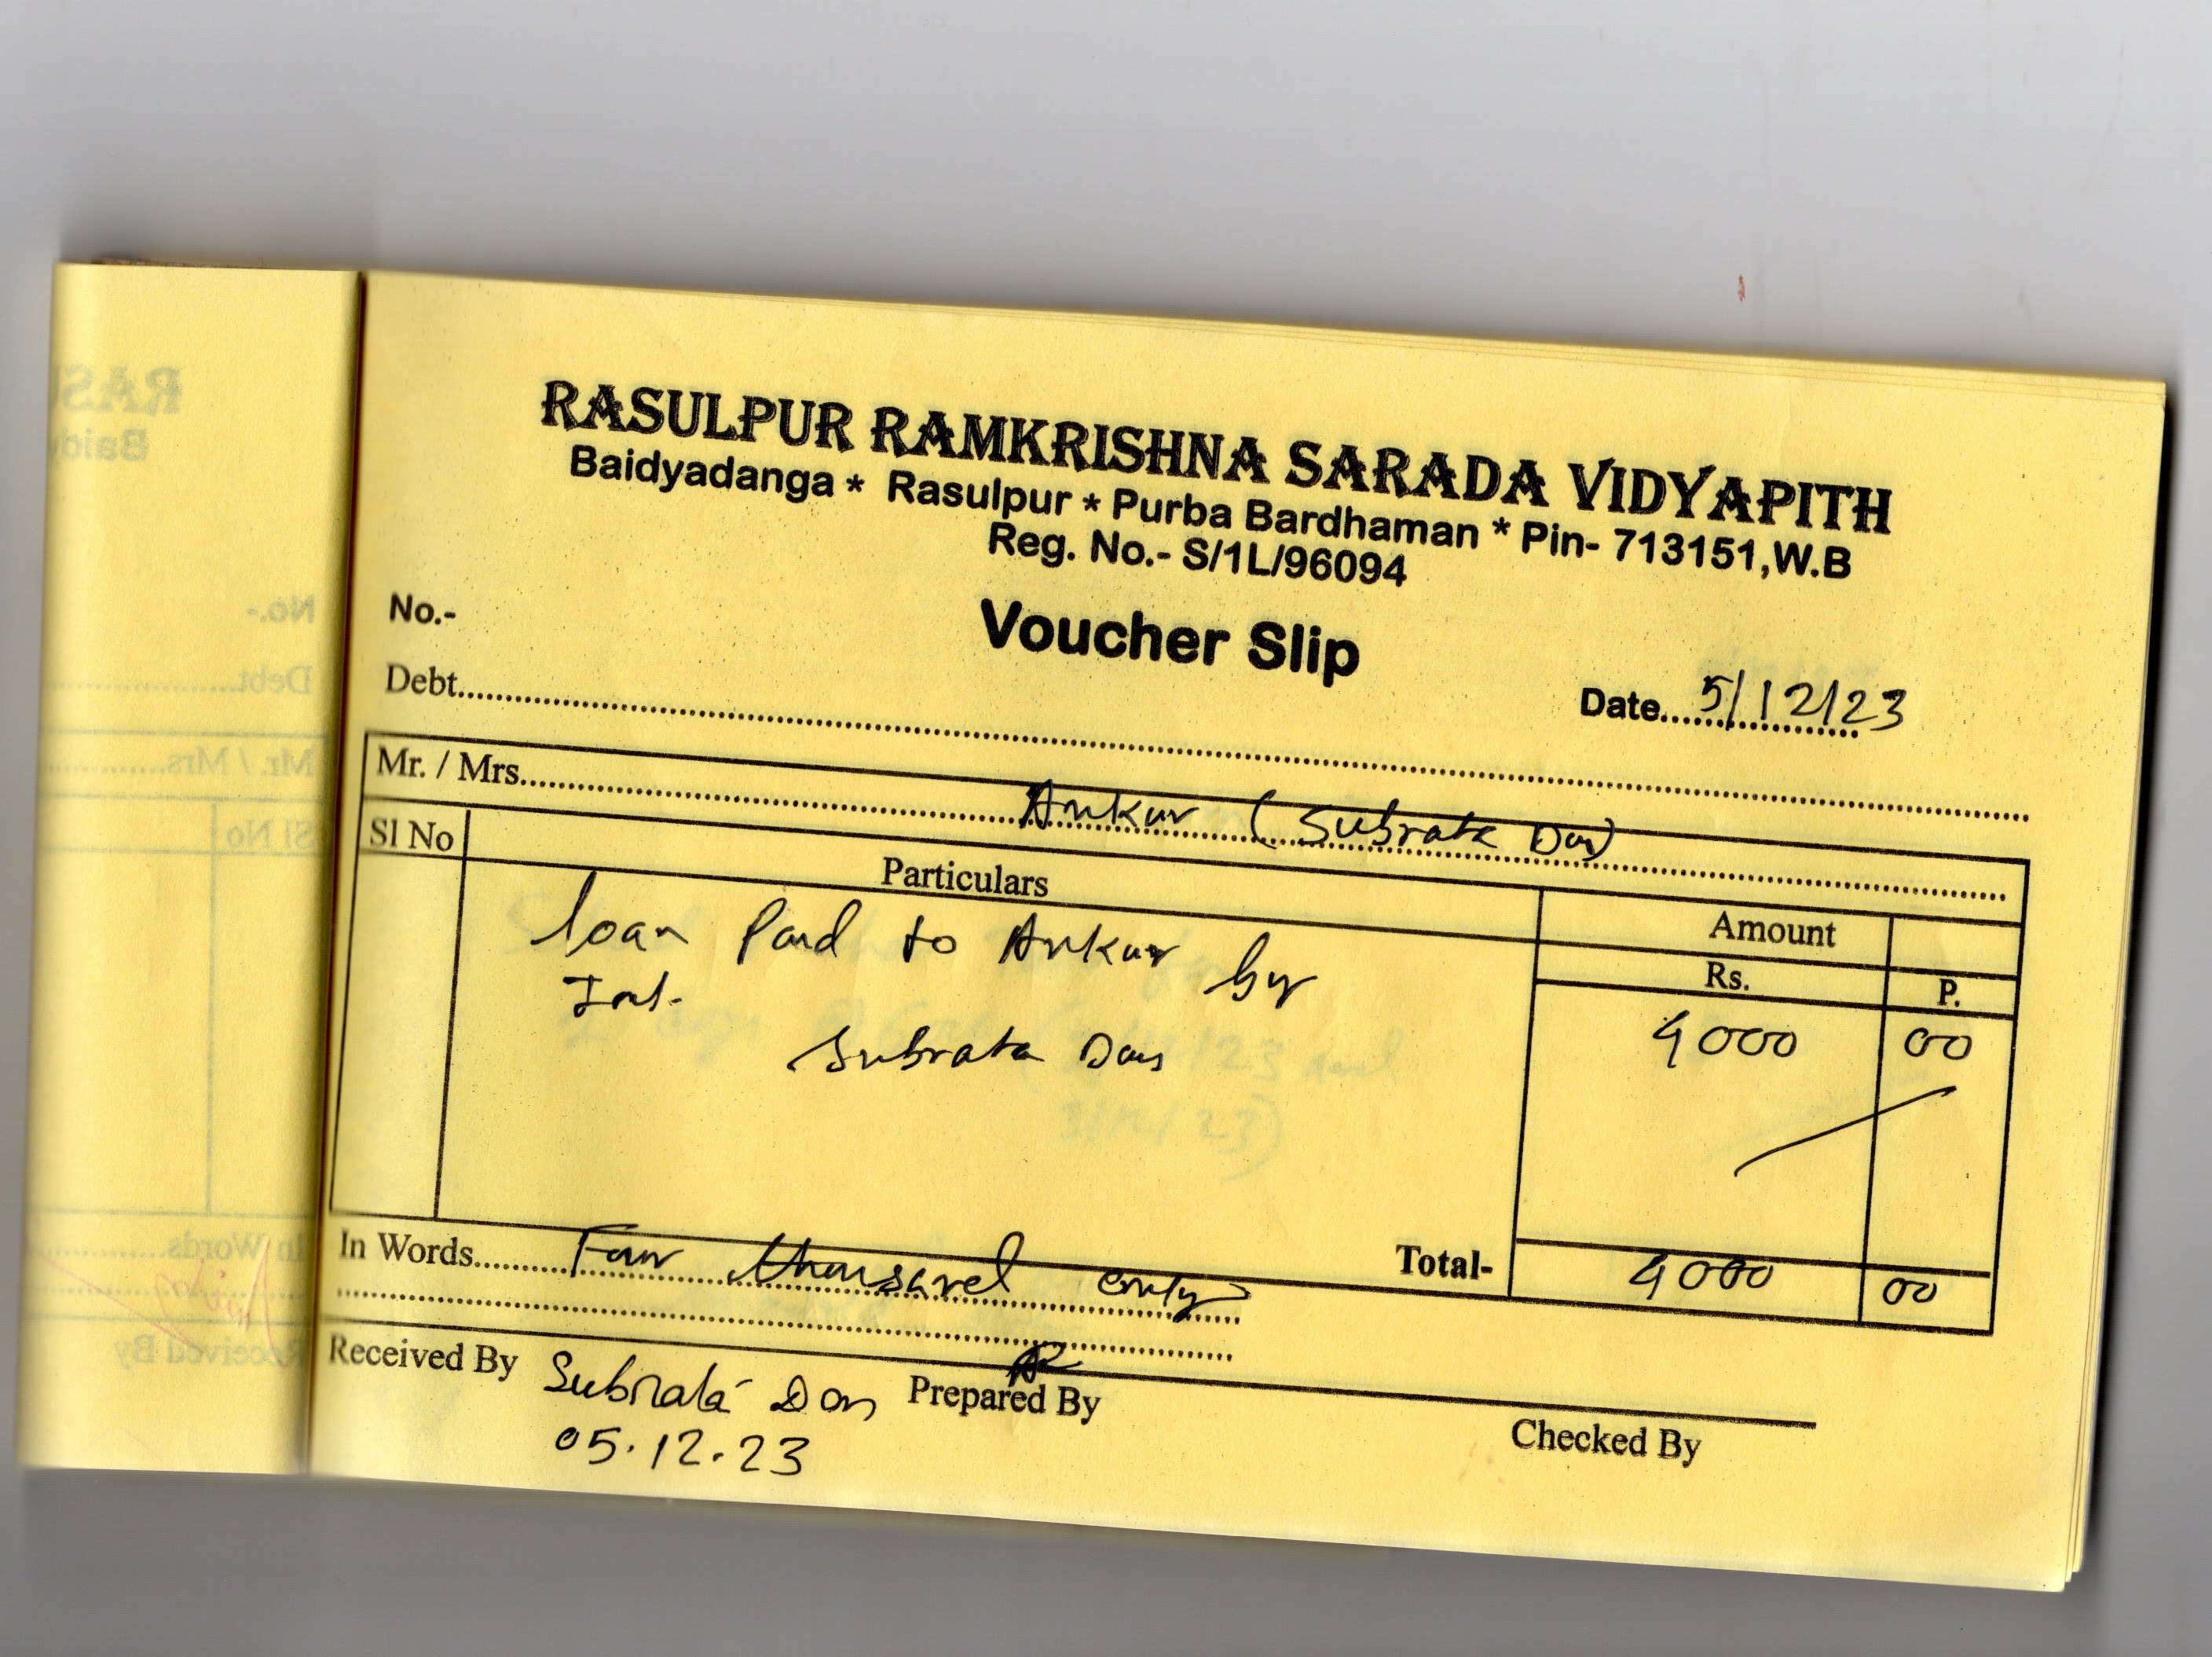 RASULPUR RAMKRISHNA SARADA VIDYAPITH
Baidyadanga * Rasulpur * Purba Bardhaman * Pin- 713151,W.B
Reg. No.- S/1L/96094
No.-
Voucher Slip
Debt
Date 5/12/23
Mr. / Mrs. Ankur (Subrata Das)
Sl No Particulars Amount
Rs. P.
loan Paid to Ankur by
Subrata Das
4000 00
In Words Four thousand only
Total- 4000 00
Received By Subrata Das Prepared By
05.12.23
Checked By